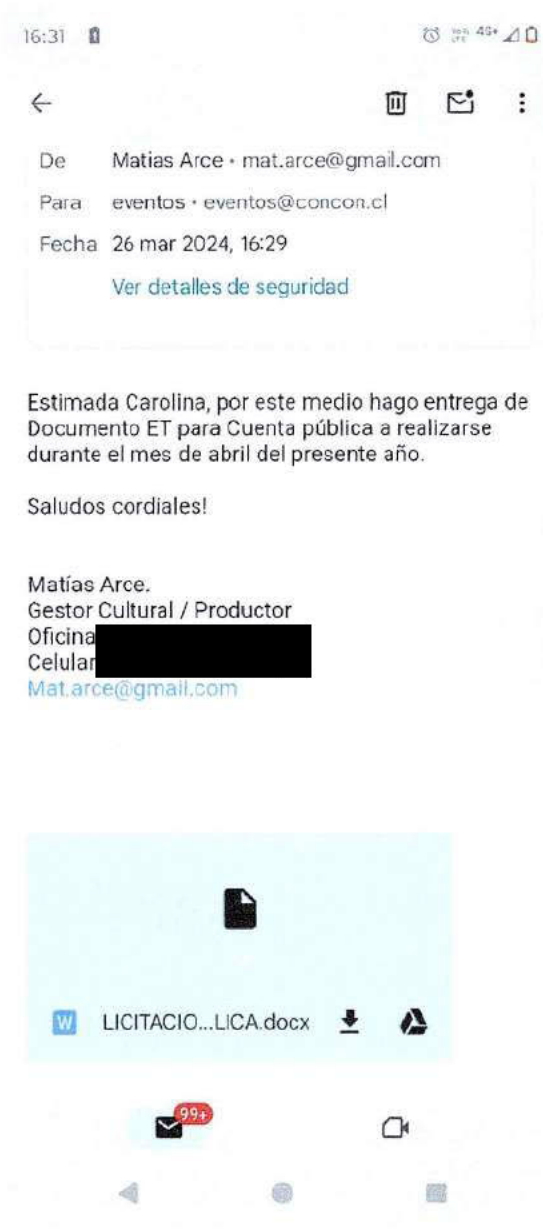 16:31
4G+
De Matias Arce · mat.arce@gmail.com
Para eventos · eventos@concon.cl
Fecha 26 mar 2024, 16:29
Ver detalles de seguridad
Estimada Carolina, por este medio hago entrega de
Documento ET para Cuenta pública a realizarse
durante el mes de abril del presente año.
Saludos cordiales!
Matías Arce.
Gestor Cultural / Productor
Oficina
Celular
Mat.arce@gmail.com
W LICITACIO...LICA.docx
99+